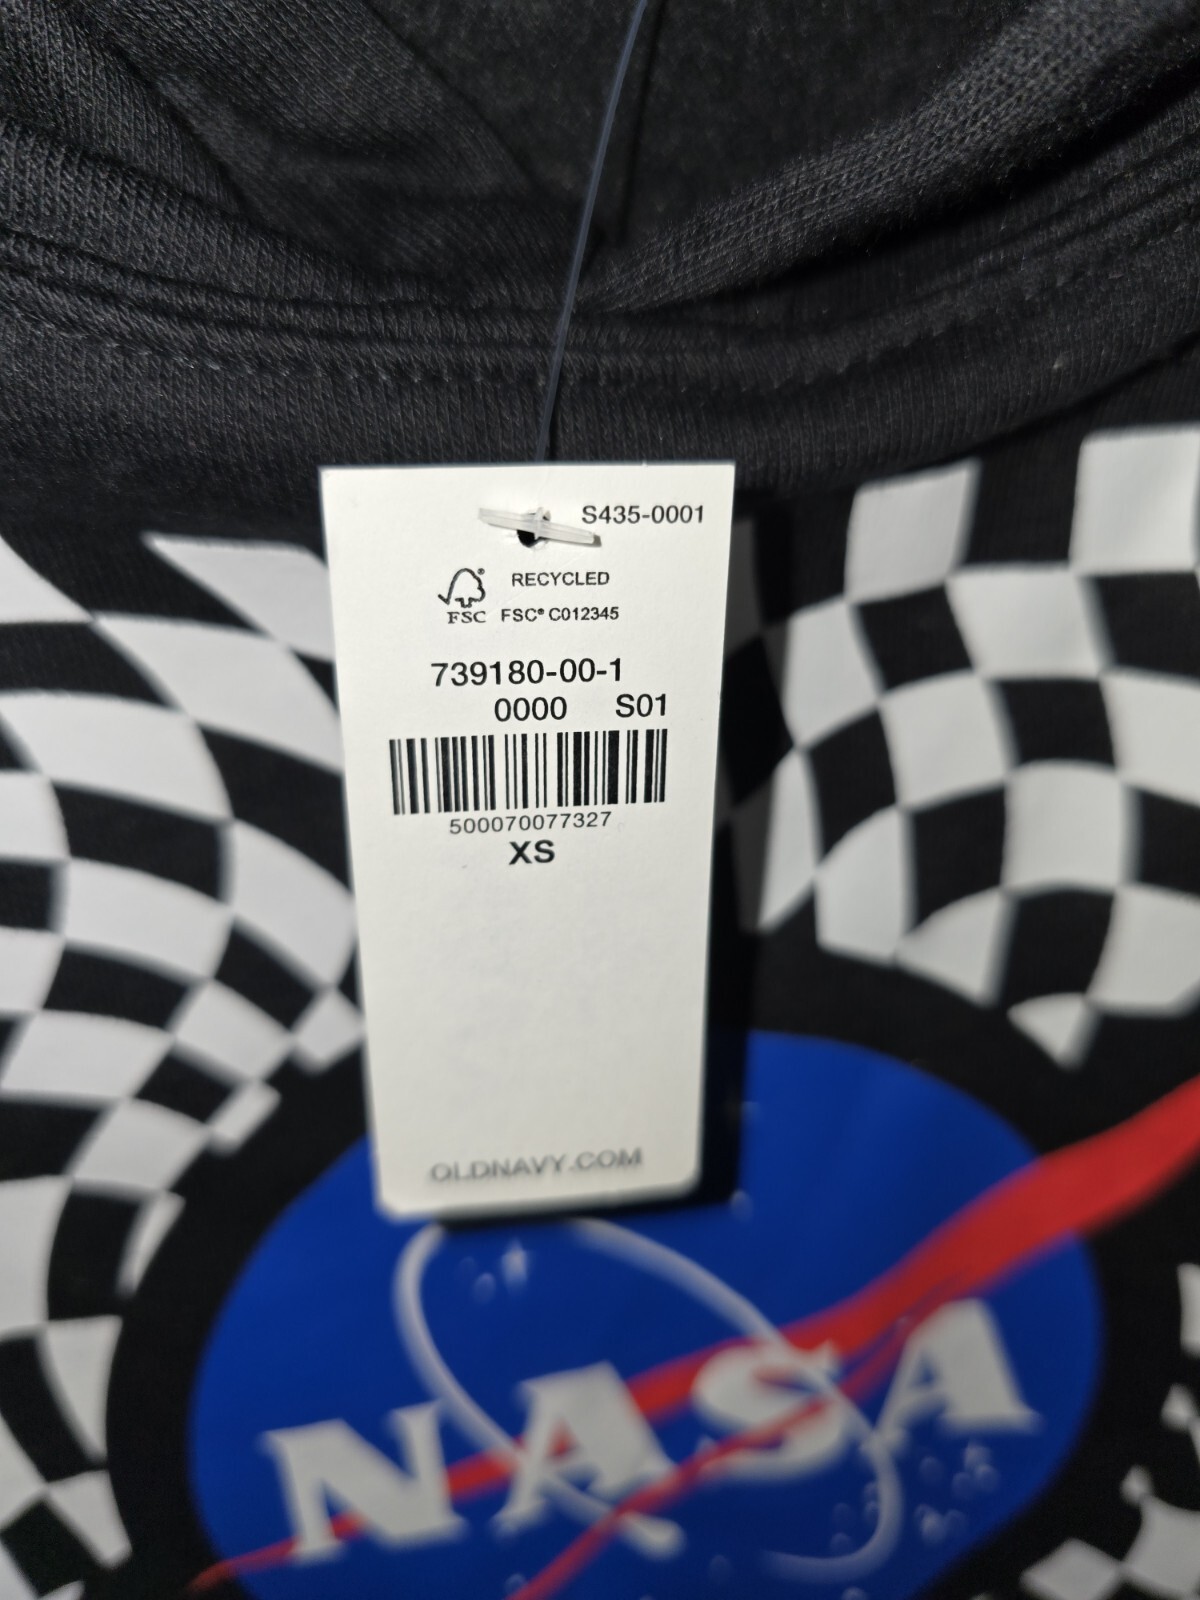 S435-0001
RECYCLED
FSC® C012345
FSC
739180-00-1
0000 S01
500070077327
XS
OLDNAVY.COM
NASA